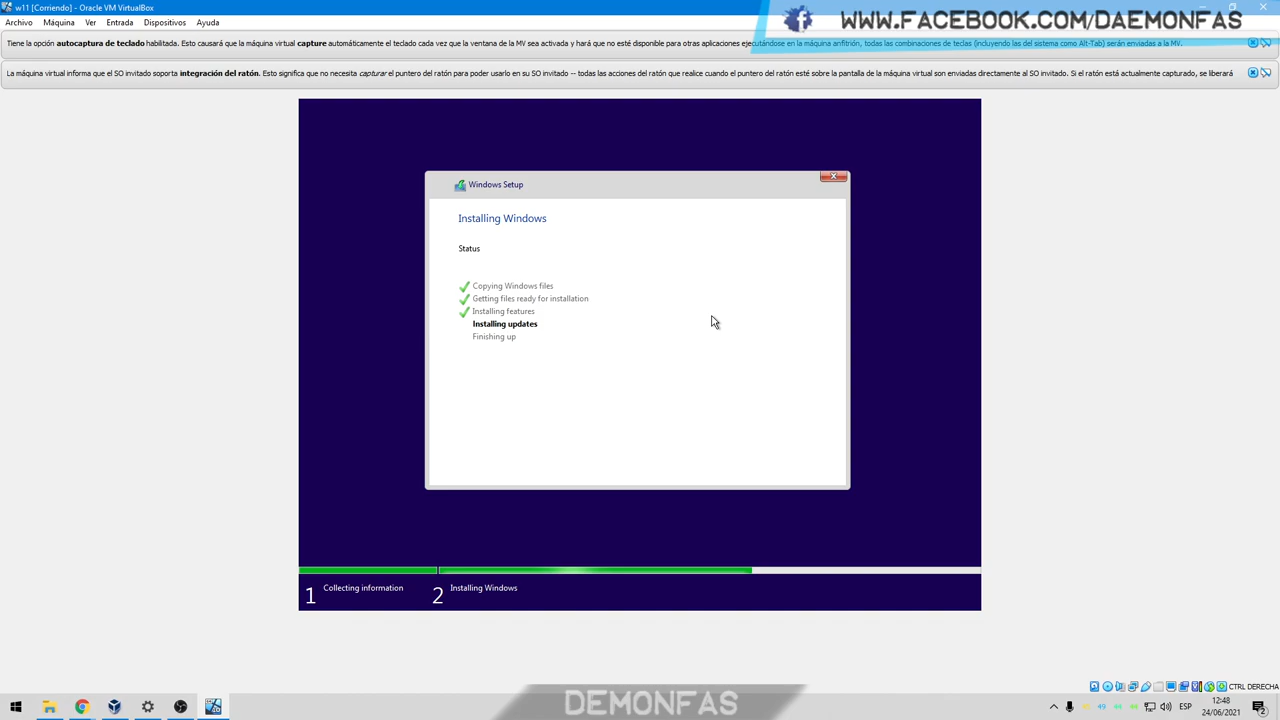 w11 [Corriendo] - Oracle VM VirtualBox
WWW.FACEBOOK.COM/DAEMONFAS
Archivo Máquina Ver Entrada Dispositivos Ayuda
Tiene la opción autocaptura de teclado habilitada. Esto causará que la máquina virtual capture automáticamente el teclado cada vez que la ventana de la MV sea activada y hará que no esté disponible para otras aplicaciones ejecutándose en la máquina anfitrión, todas las combinaciones de teclas (incluyendo las del sistema como Alt-Tab) serán enviadas a la MV.
La máquina virtual informa que el SO invitado soporta integración del ratón. Esto significa que no necesita capturar el puntero del ratón para poder usarlo en su SO invitado -- todas las acciones del ratón que realice cuando el puntero del ratón esté sobre la pantalla de la máquina virtual son enviadas directamente al SO invitado. Si el ratón está actualmente capturado, se liberará
Windows Setup
Installing Windows
Status
Copying Windows files
Getting files ready for installation
Installing features
Installing updates
Finishing up
1 Collecting information 2 Installing Windows
CTRL DERECHA
DEMONFAS
49 44 44 ESP
12:48
24/06/2021
2